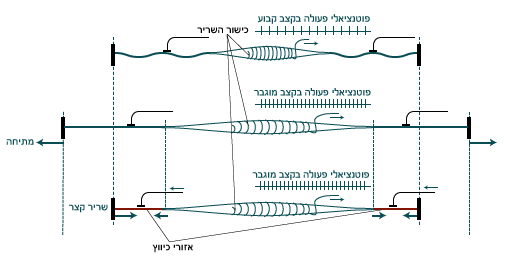 פוטנציאלי פעולה בקצב קבוע
כישור השריר
פוטנציאלי פעולה בקצב מוגבר
מתיחה
פוטנציאלי פעולה בקצב מוגבר
שריר קצר
אזורי כיווץ